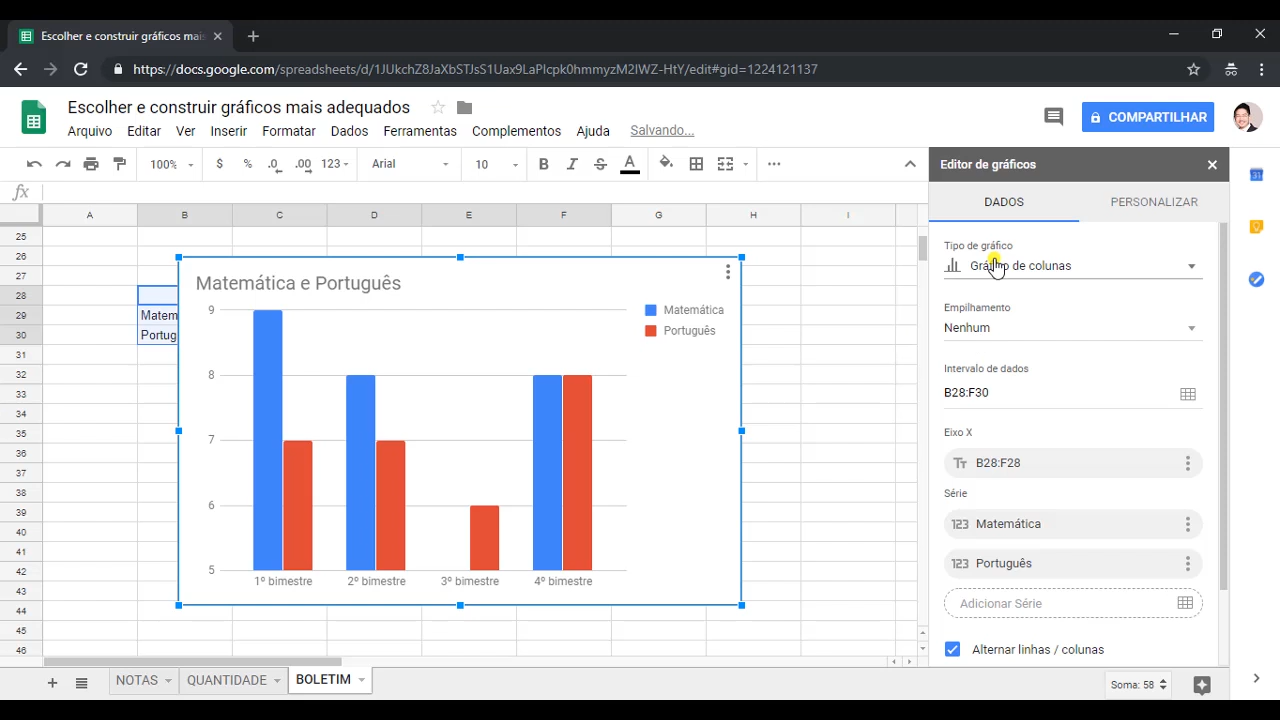 Escolher e construir gráficos mais
https://docs.google.com/spreadsheets/d/1JUkchZ8JaXbSTJsS1Uax9LaPlcpk0hmmyzM2IWZ-HtY/edit#gid=1224121137
Escolher e construir gráficos mais adequados
Arquivo Editar Ver Inserir Formatar Dados Ferramentas Complementos Ajuda Salvando...
COMPARTILHAR
100% $ % .0 .00 123 Arial 10 B I S A
fx
Editor de gráficos
DADOS PERSONALIZAR
A B C D E F G H I
25
26
27
28
29
30
31
32
33
34
35
36
37
38
39
40
41
42
43
44
45
46
Matem
Portug
Matemática e Português
Matemática
Português
9
8
7
6
5
1º bimestre 2º bimestre 3º bimestre 4º bimestre
Tipo de gráfico
Gráfico de colunas
Empilhamento
Nenhum
Intervalo de dados
B28:F30
Eixo X
Tт B28:F28
Série
123 Matemática
123 Português
Adicionar Série
Alternar linhas / colunas
NOTAS QUANTIDADE BOLETIM
Soma: 58
31